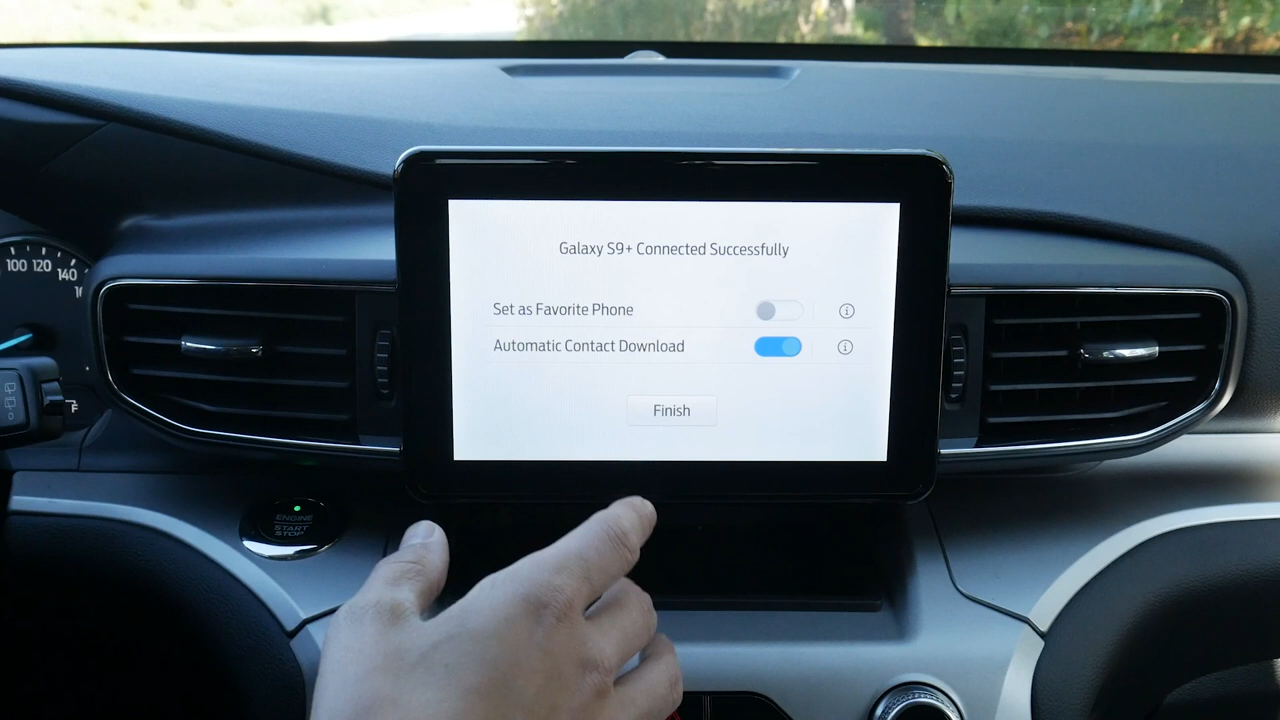 Galaxy S9+ Connected Successfully
Set as Favorite Phone
Automatic Contact Download
Finish
100 120 140
F
ENGINE
START
STOP